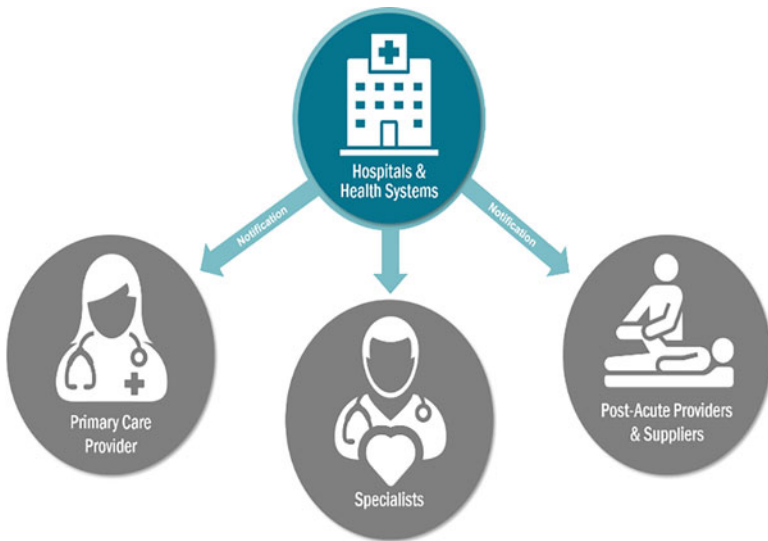 Hospitals &
Health Systems
Notification
Notification
Primary Care
Provider
Specialists
Post-Acute Providers
& Suppliers